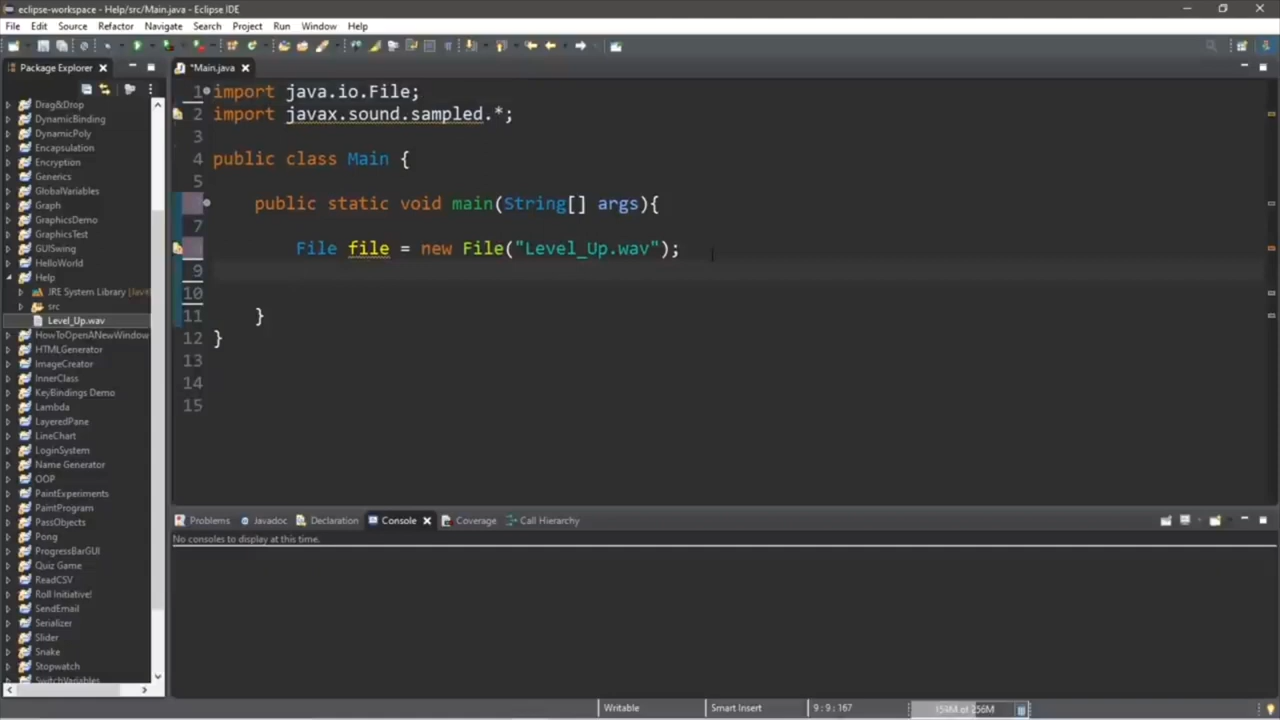 eclipse-workspace - Help/src/Main.java - Eclipse IDE
File Edit Source Refactor Navigate Search Project Run Window Help
Package Explorer
*Main.java
Drag&Drop
DynamicBinding
DynamicPoly
Encapsulation
Encryption
Generics
GlobalVariables
Graph
GraphicsDemo
GraphicsTest
GUISwing
HelloWorld
Help
JRE System Library
src
Level_Up.wav
HowToOpenANewWindow
HTMLGenerator
ImageCreator
InnerClass
KeyBindings Demo
Lambda
LayeredPane
LineChart
LoginSystem
Name Generator
OOP
PaintExperiments
PaintProgram
PassObjects
Pong
ProgressBarGUI
Quiz Game
ReadCSV
Roll Initiative!
SendEmail
Serializer
Slider
Snake
Stopwatch
SwitchVariables
1 import java.io.File;
2 import javax.sound.sampled.*;
3
4 public class Main {
5
public static void main(String[] args){
7
File file = new File("Level_Up.wav");
9
10
11 }
12 }
13
14
15
Problems Javadoc Declaration Console Coverage Call Hierarchy
No consoles to display at this time.
Writable Smart Insert 9 : 9 : 167 of 256M